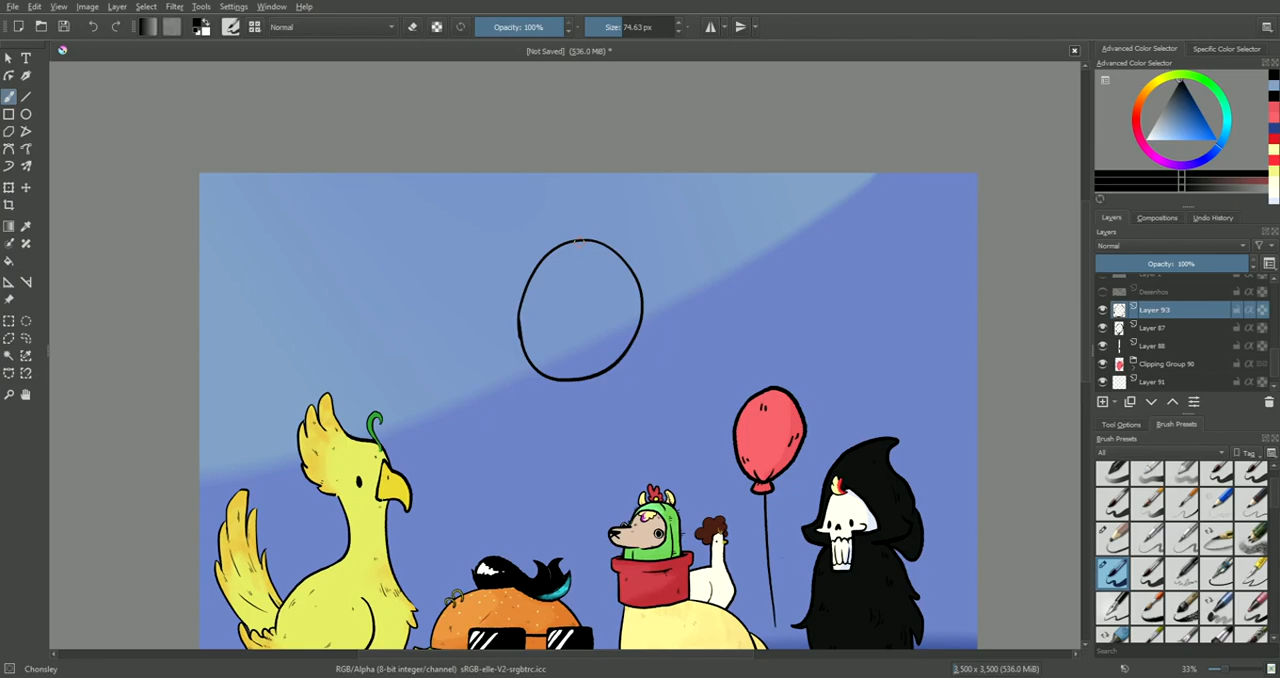 File Edit View Image Layer Select Filter Tools Settings Window Help
Normal Opacity: 100% Size: 74.63 px
[Not Saved] (536.0 MiB) *
Advanced Color Selector Specific Color Selector
Advanced Color Selector
Layers Compositions Undo History
Layers
Normal
Opacity: 100%
Layer 2
Desenhos
Layer 93
Layer 87
Layer 88
Clipping Group 90
Layer 91
Tool Options Brush Presets
Brush Presets
All Tag
Search
Chonsley RGB/Alpha (8-bit integer/channel) sRGB-elle-V2-srgbtrc.icc 3,500 x 3,500 (536.0 MiB) 33%